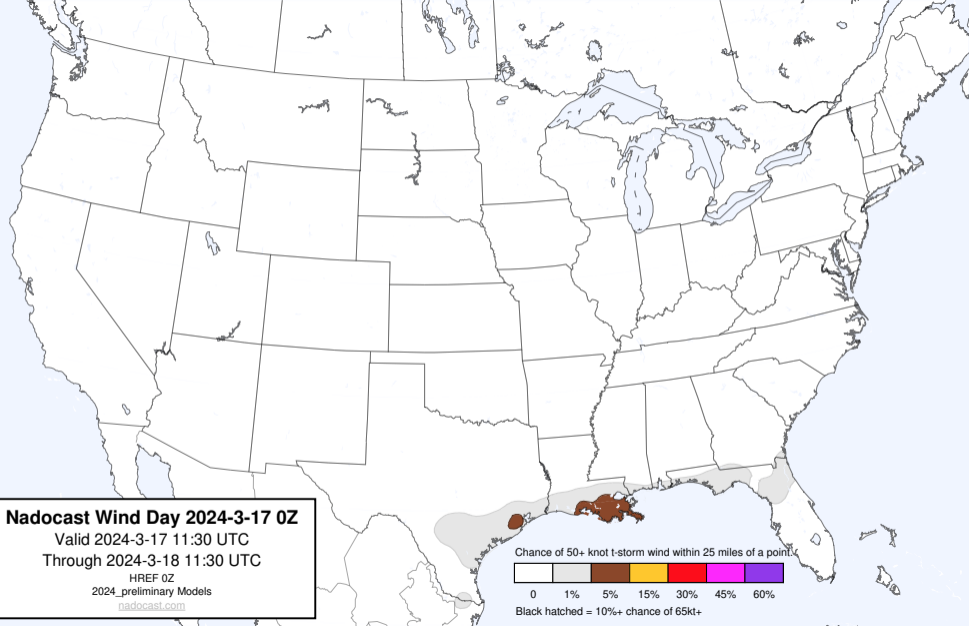 Nadocast Wind Day 2024-3-17 0Z
Valid 2024-3-17 11:30 UTC
Through 2024-3-18 11:30 UTC
HREF 0Z
2024_preliminary Models
nadocast.com
Chance of 50+ knot t-storm wind within 25 miles of a point.
0 1% 5% 15% 30% 45% 60%
Black hatched = 10%+ chance of 65kt+